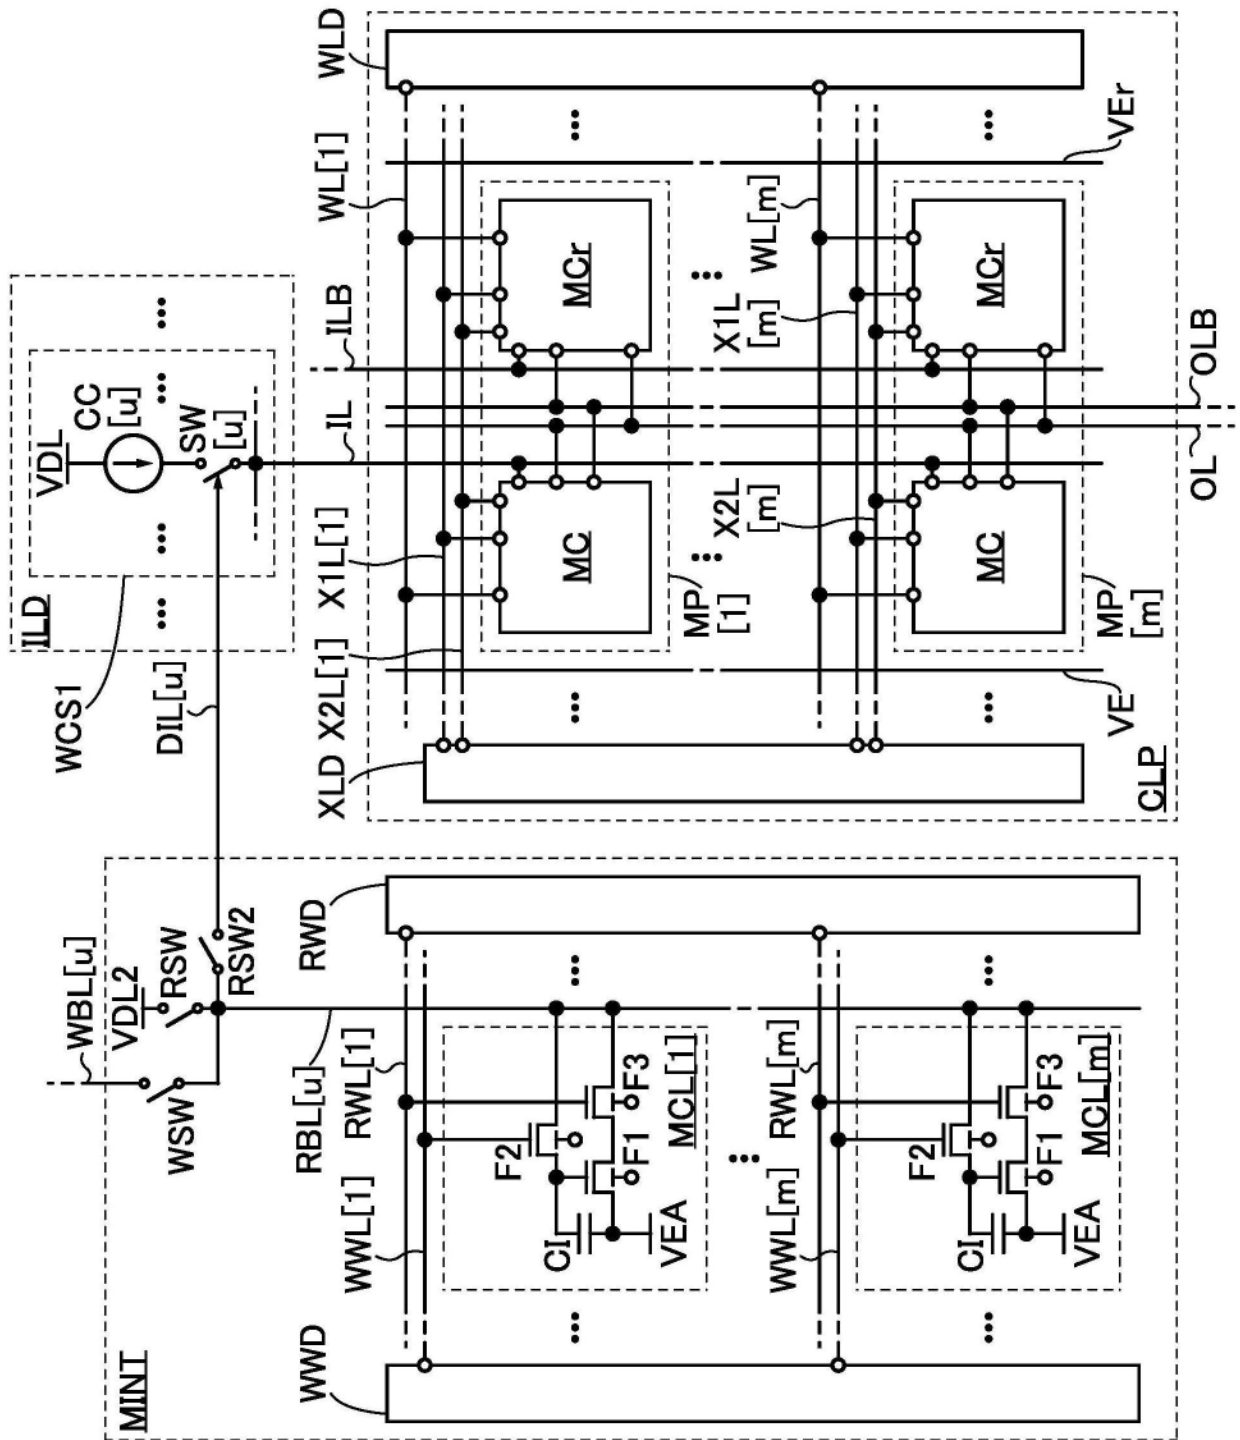 MINT
WSW
WBL[u]
VDL2
RSW
RSW2
RBL[u]
WWD
WWL[1]
RWL[1]
RWD
F2
F1
F3
CI
VEA
MCL[1]
WWL[m]
RWL[m]
F2
F1
F3
CI
VEA
MCL[m]
DIL[u]
WCS1
ILD
VDL
CC
[u]
SW
[u]
XLD
X2L[1]
X1L[1]
IL
ILB
WL[1]
WLD
MC
MCr
MP
[1]
X2L
[m]
X1L
[m]
WL[m]
MC
MCr
MP
[m]
VE
VEr
CLP
OL
OLB